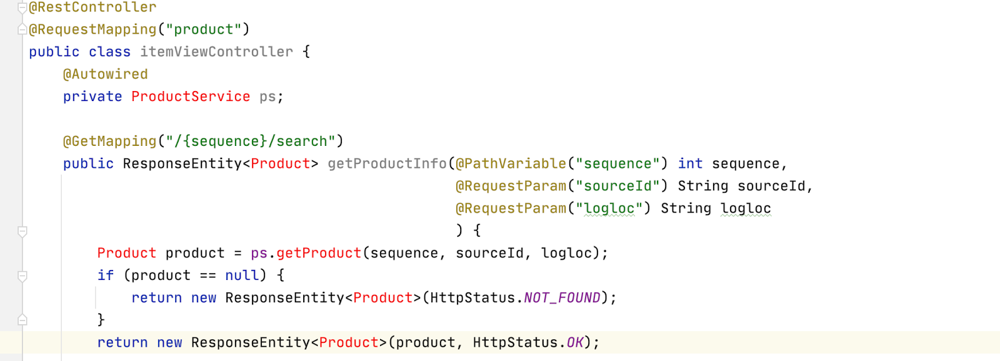 @RestController
@RequestMapping("product")
public class itemViewController {
    @Autowired
    private ProductService ps;

    @GetMapping("/{sequence}/search")
    public ResponseEntity<Product> getProductInfo(@PathVariable("sequence") int sequence,
                                                  @RequestParam("sourceId") String sourceId,
                                                  @RequestParam("logloc") String logloc
                                                  ) {
        Product product = ps.getProduct(sequence, sourceId, logloc);
        if (product == null) {
            return new ResponseEntity<Product>(HttpStatus.NOT_FOUND);
        }
        return new ResponseEntity<Product>(product, HttpStatus.OK);